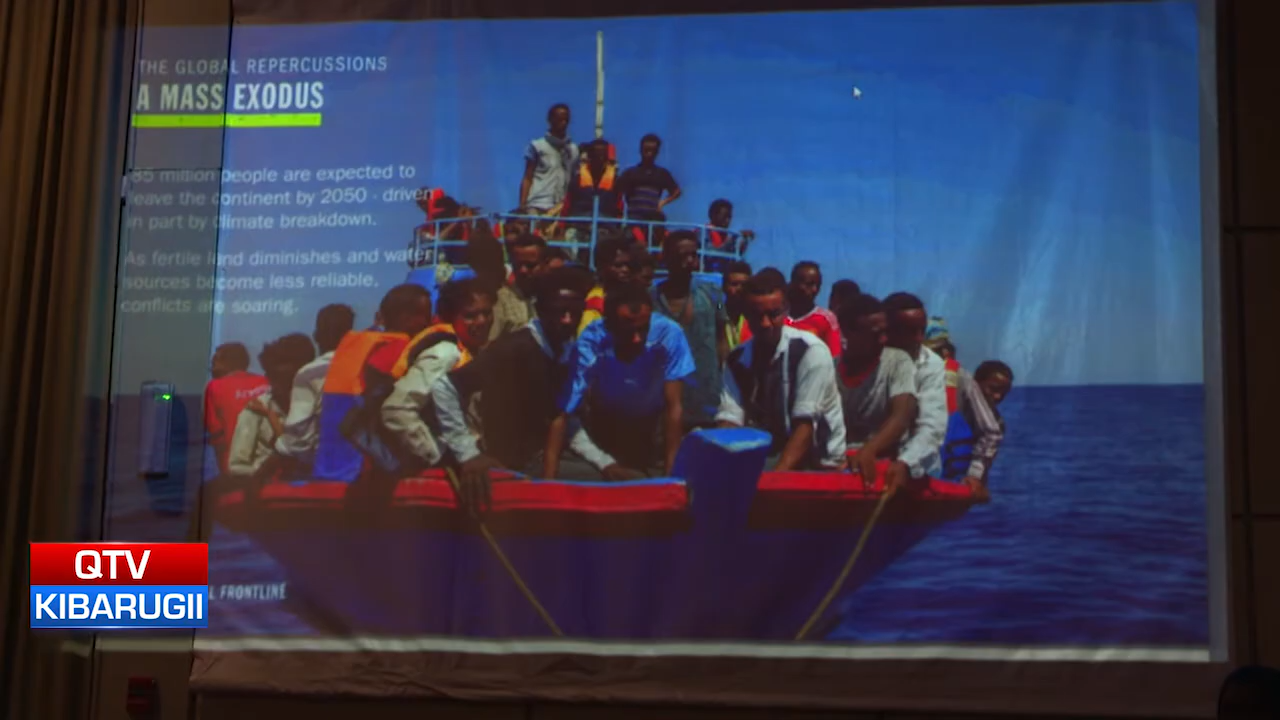 THE GLOBAL REPERCUSSIONS
A MASS EXODUS
85 million people are expected to
leave the continent by 2050 - driven
in part by climate breakdown.
As fertile land diminishes and water
sources become less reliable,
conflicts are soaring.
QTV
KIBARUGII
FRONTLINE